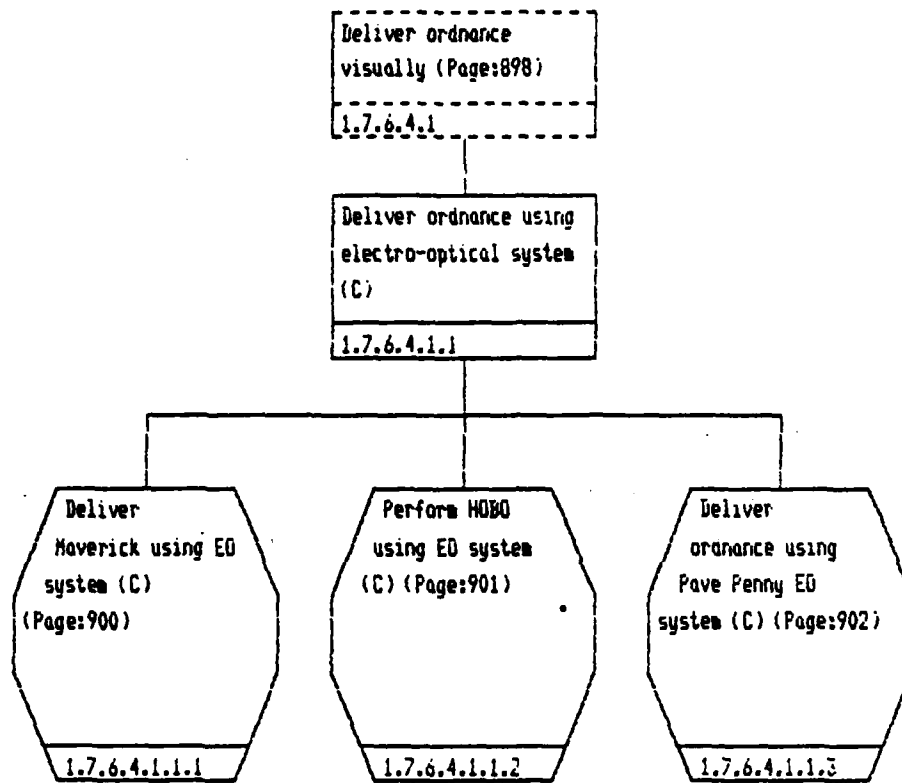 Deliver ordnance
visually (Page:898)
1.7.6.4.1
Deliver ordnance using
electro-optical system
(C)
1.7.6.4.1.1
Deliver
Maverick using EO
system (C)
(Page:900)
1.7.6.4.1.1.1
Perform HOBO
using EO system
(C) (Page:901)
1.7.6.4.1.1.2
Deliver
ordnance using
Pave Penny EO
system (C) (Page:902)
1.7.6.4.1.1.3